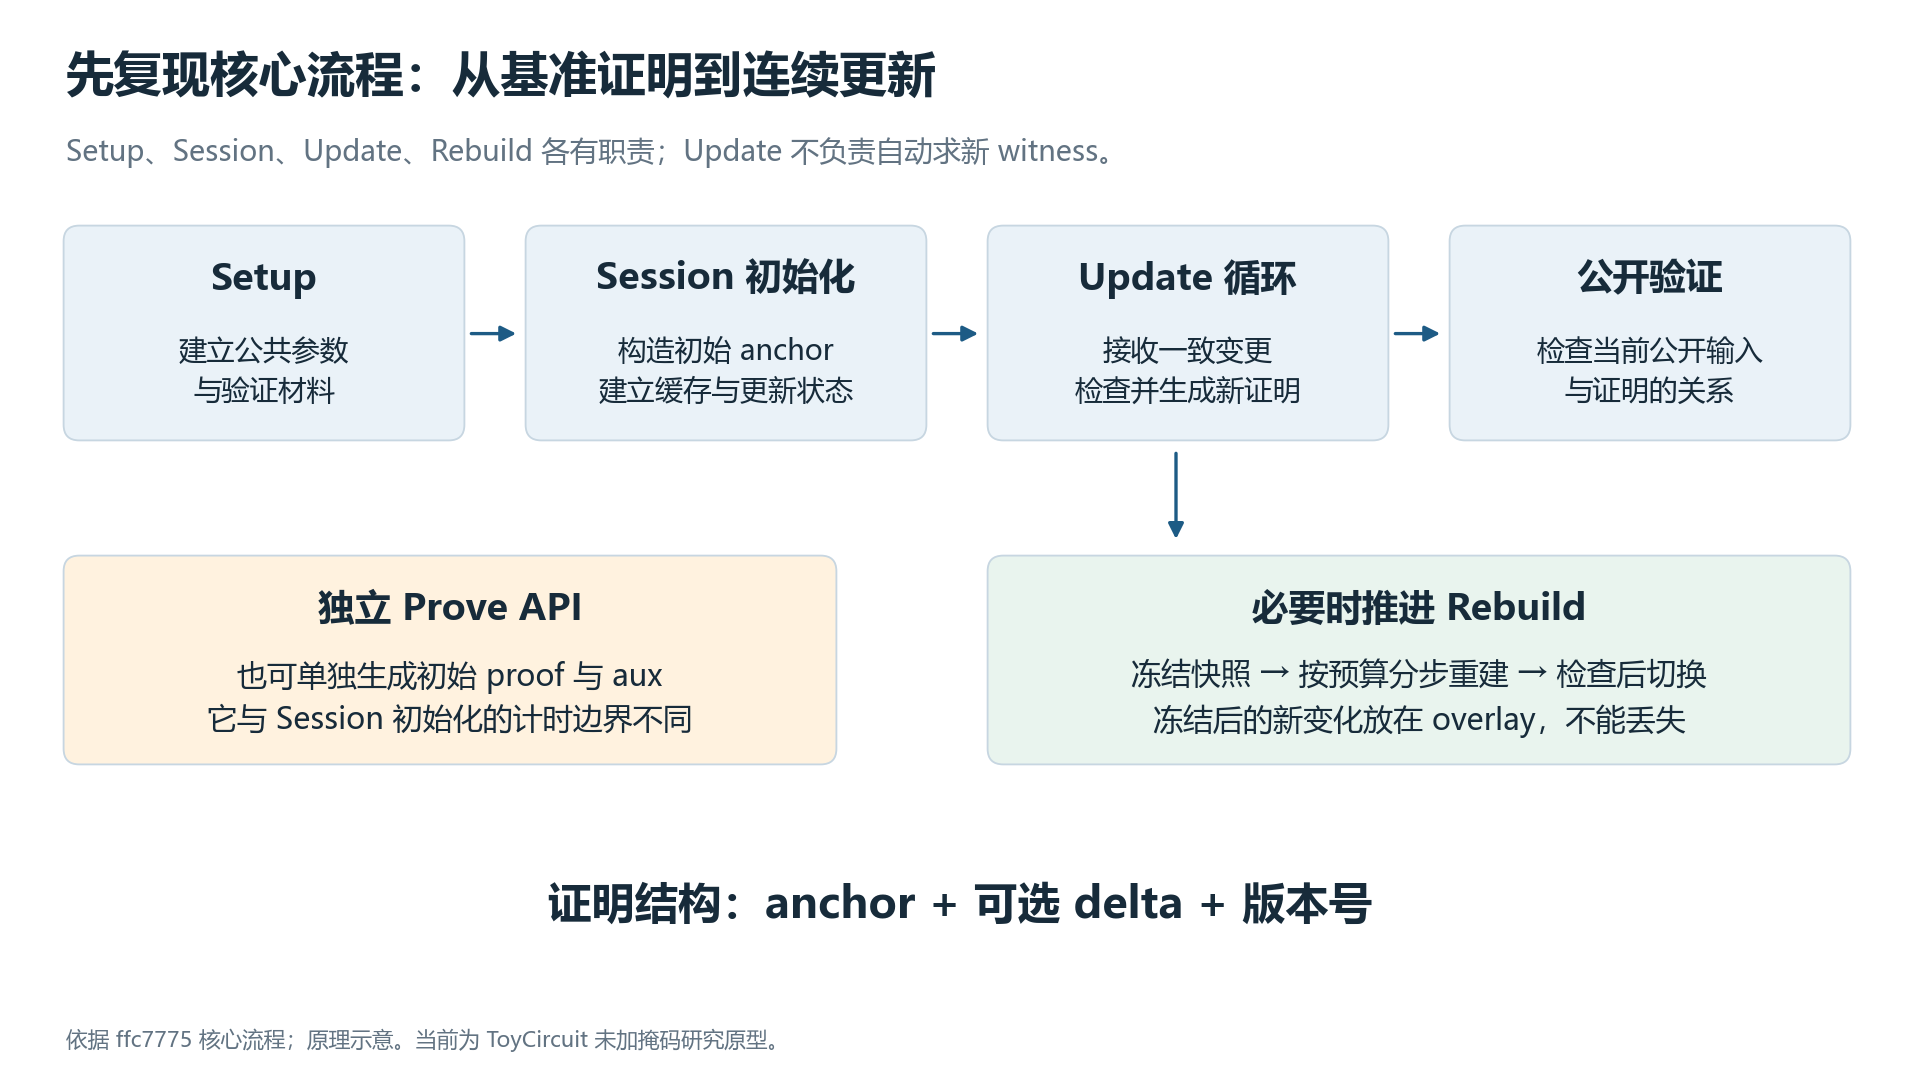 先复现核心流程：从基准证明到连续更新
Setup、Session、Update、Rebuild 各有职责；Update 不负责自动求新 witness。
Setup
建立公共参数
与验证材料
Session 初始化
构造初始 anchor
建立缓存与更新状态
Update 循环
接收一致变更
检查并生成新证明
公开验证
检查当前公开输入
与证明的关系
独立 Prove API
也可单独生成初始 proof 与 aux
它与 Session 初始化的计时边界不同
必要时推进 Rebuild
冻结快照 → 按预算分步重建 → 检查后切换
冻结后的新变化放在 overlay，不能丢失
证明结构：anchor + 可选 delta + 版本号
依据 ffc7775 核心流程；原理示意。当前为 ToyCircuit 未加掩码研究原型。